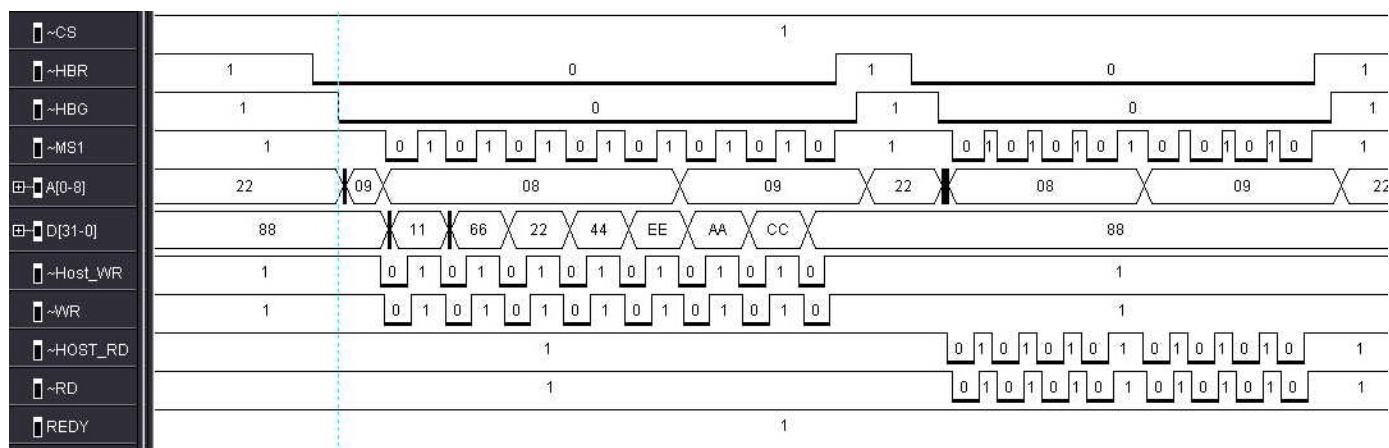 ~CS 1
~HBR 1 0 1 0 1
~HBG 1 0 1 0 1
~MS1 1 0 1 0 1 0 1 0 1 0 1 0 1 0 1 0 1 0 1 0 1 0 1 0 1 0 0 1 0 1 0 1
A[0-8] 22 09 08 09 22 08 09 22
D[31-0] 88 11 66 22 44 EE AA CC 88
~Host_WR 1 0 1 0 1 0 1 0 1 0 1 0 1 0 1 0 1
~WR 1 0 1 0 1 0 1 0 1 0 1 0 1 0 1 0 1
~HOST_RD 1 0 1 0 1 0 1 0 1 0 1 0 1 0 1 0 1
~RD 1 0 1 0 1 0 1 0 1 0 1 0 1 0 1 0 1
REDY 1